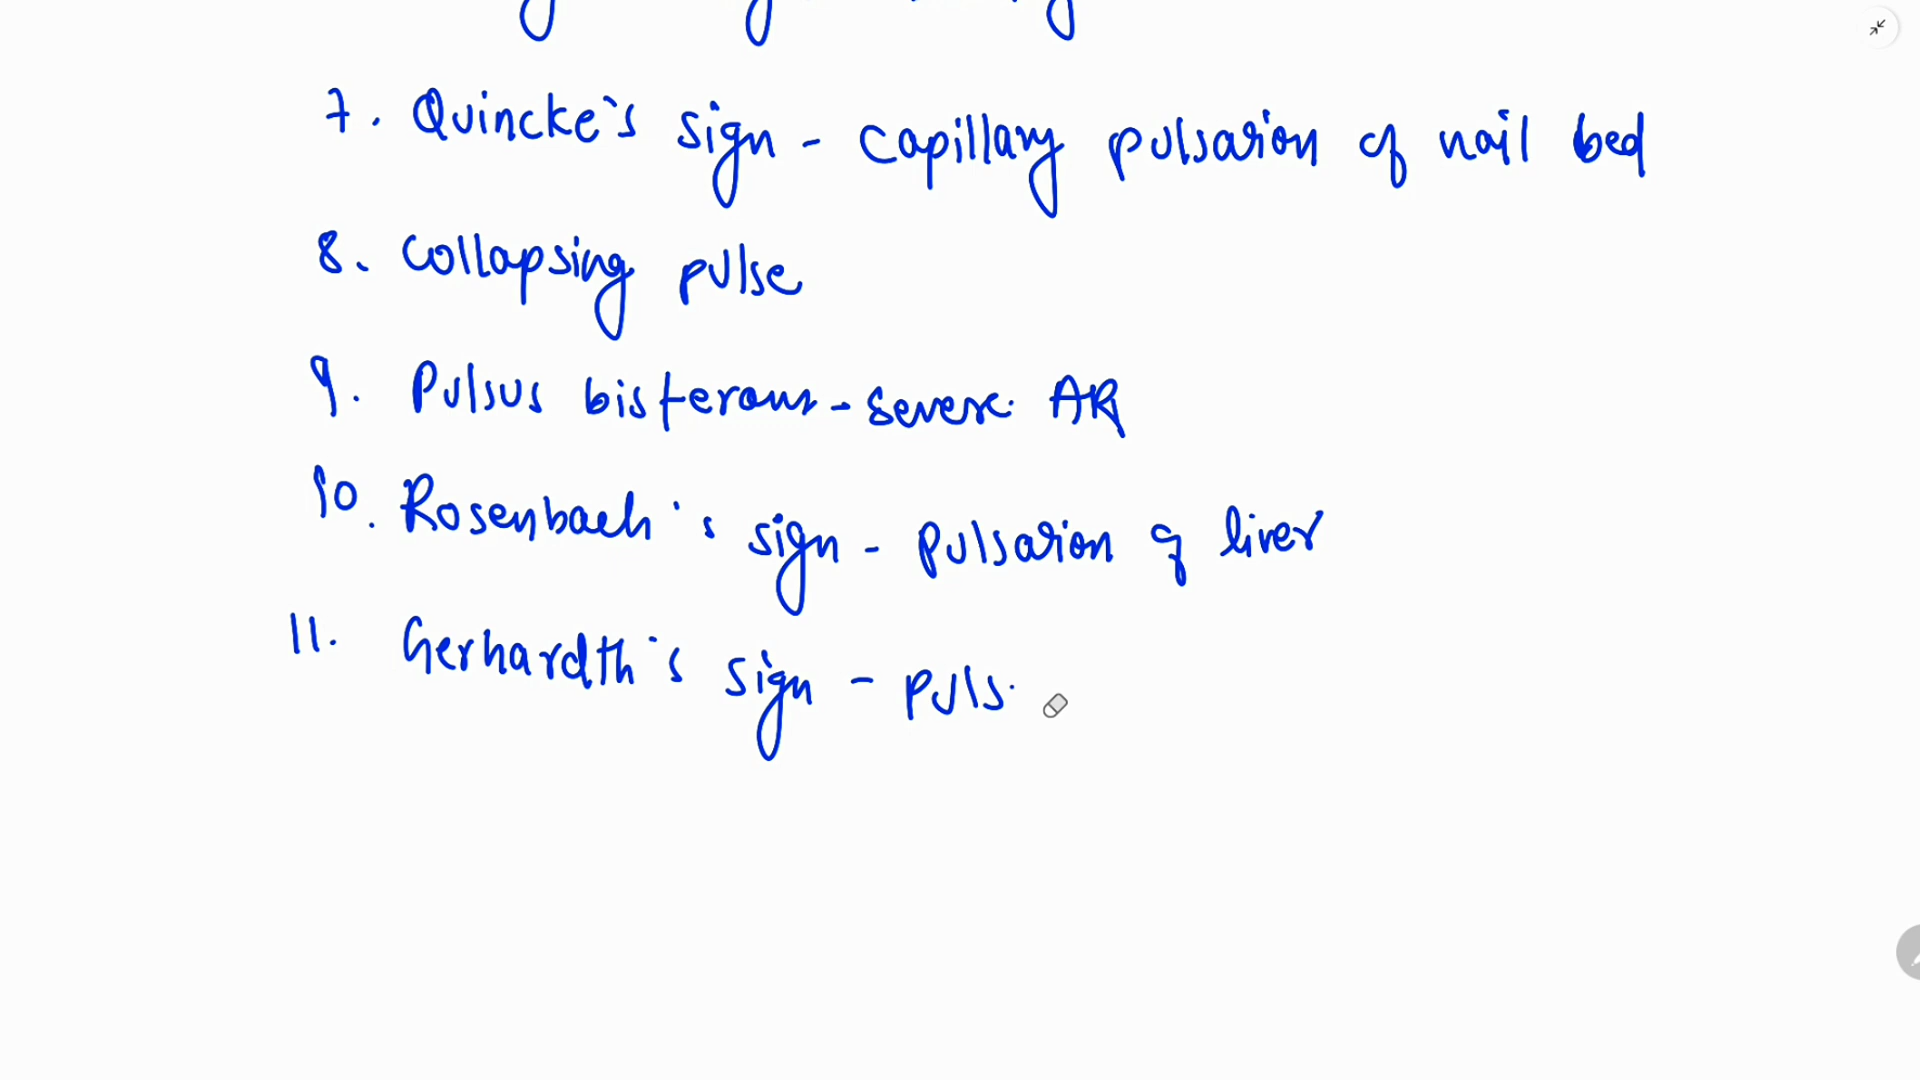 7. Quincke's sign - capillary pulsation of nail bed
8. Collapsing pulse
9. Pulsus bisferous - severe AR
10. Rosenbach's sign - pulsation of liver
11. Gerhardth's sign - puls